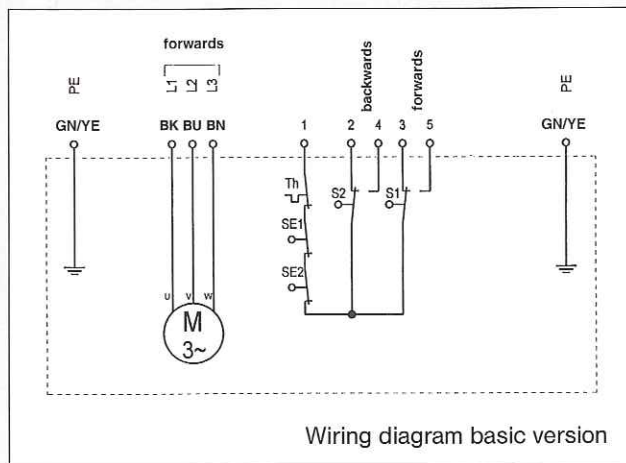 forwards
PE L1 L2 L3 backwards forwards PE
GN/YE BK BU BN 1 2 4 3 5 GN/YE
Th
S2 S1
SE1
SE2
U V W
M
3~
Wiring diagram basic version